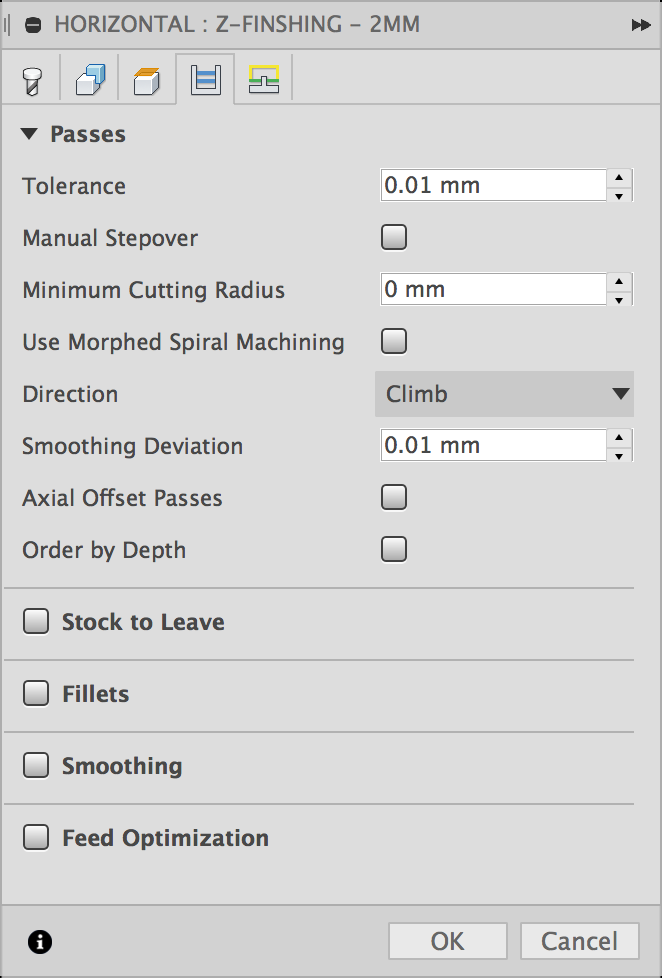 HORIZONTAL : Z-FINSHING - 2MM
Passes
Tolerance 0.01 mm
Manual Stepover
Minimum Cutting Radius 0 mm
Use Morphed Spiral Machining
Direction Climb
Smoothing Deviation 0.01 mm
Axial Offset Passes
Order by Depth
Stock to Leave
Fillets
Smoothing
Feed Optimization
OK Cancel